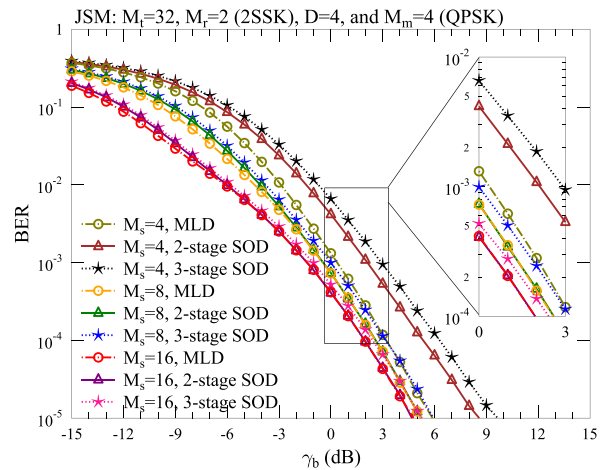 JSM: Mt=32, Mr=2 (2SSK), D=4, and Mm=4 (QPSK)
1
10-1
10-2
10-3
10-4
10-5
BER
-15 -12 -9 -6 -3 0 3 6 9 12 15
γb (dB)
Ms=4, MLD
Ms=4, 2-stage SOD
Ms=4, 3-stage SOD
Ms=8, MLD
Ms=8, 2-stage SOD
Ms=8, 3-stage SOD
Ms=16, MLD
Ms=16, 2-stage SOD
Ms=16, 3-stage SOD
10-2
5
2
10-3
5
2
10-4
0 3